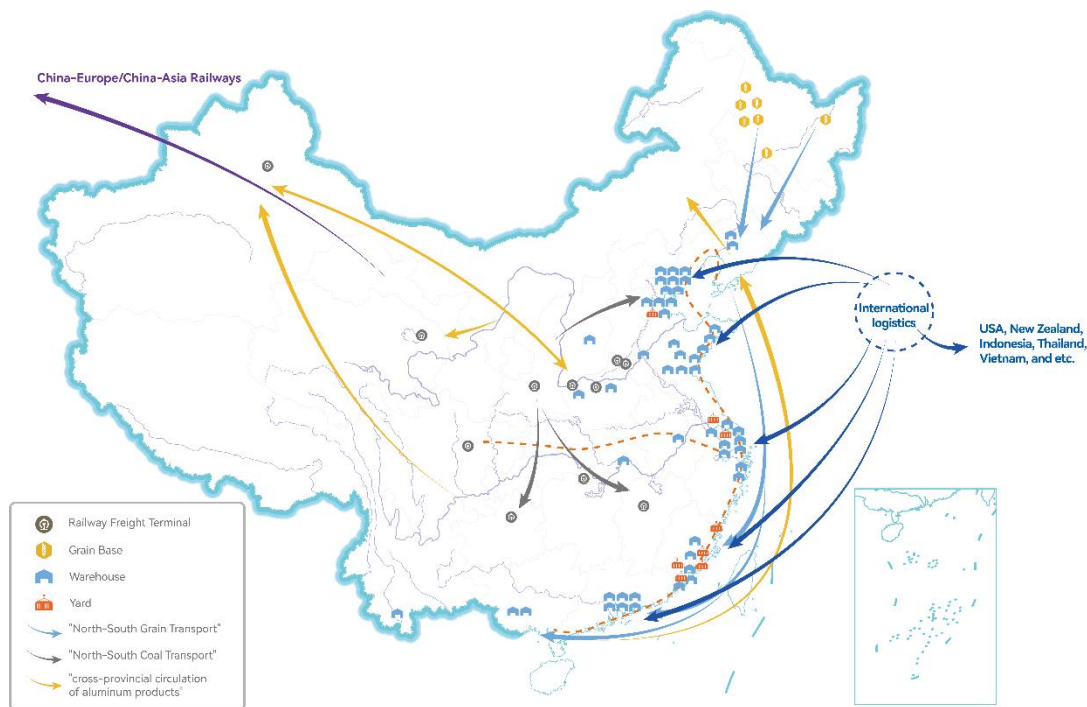 China-Europe/China-Asia Railways
International
logistics
USA, New Zealand,
Indonesia, Thailand,
Vietnam, and etc.
Railway Freight Terminal
Grain Base
Warehouse
Yard
"North-South Grain Transport"
"North-South Coal Transport"
"cross-provincial circulation
of aluminum products"